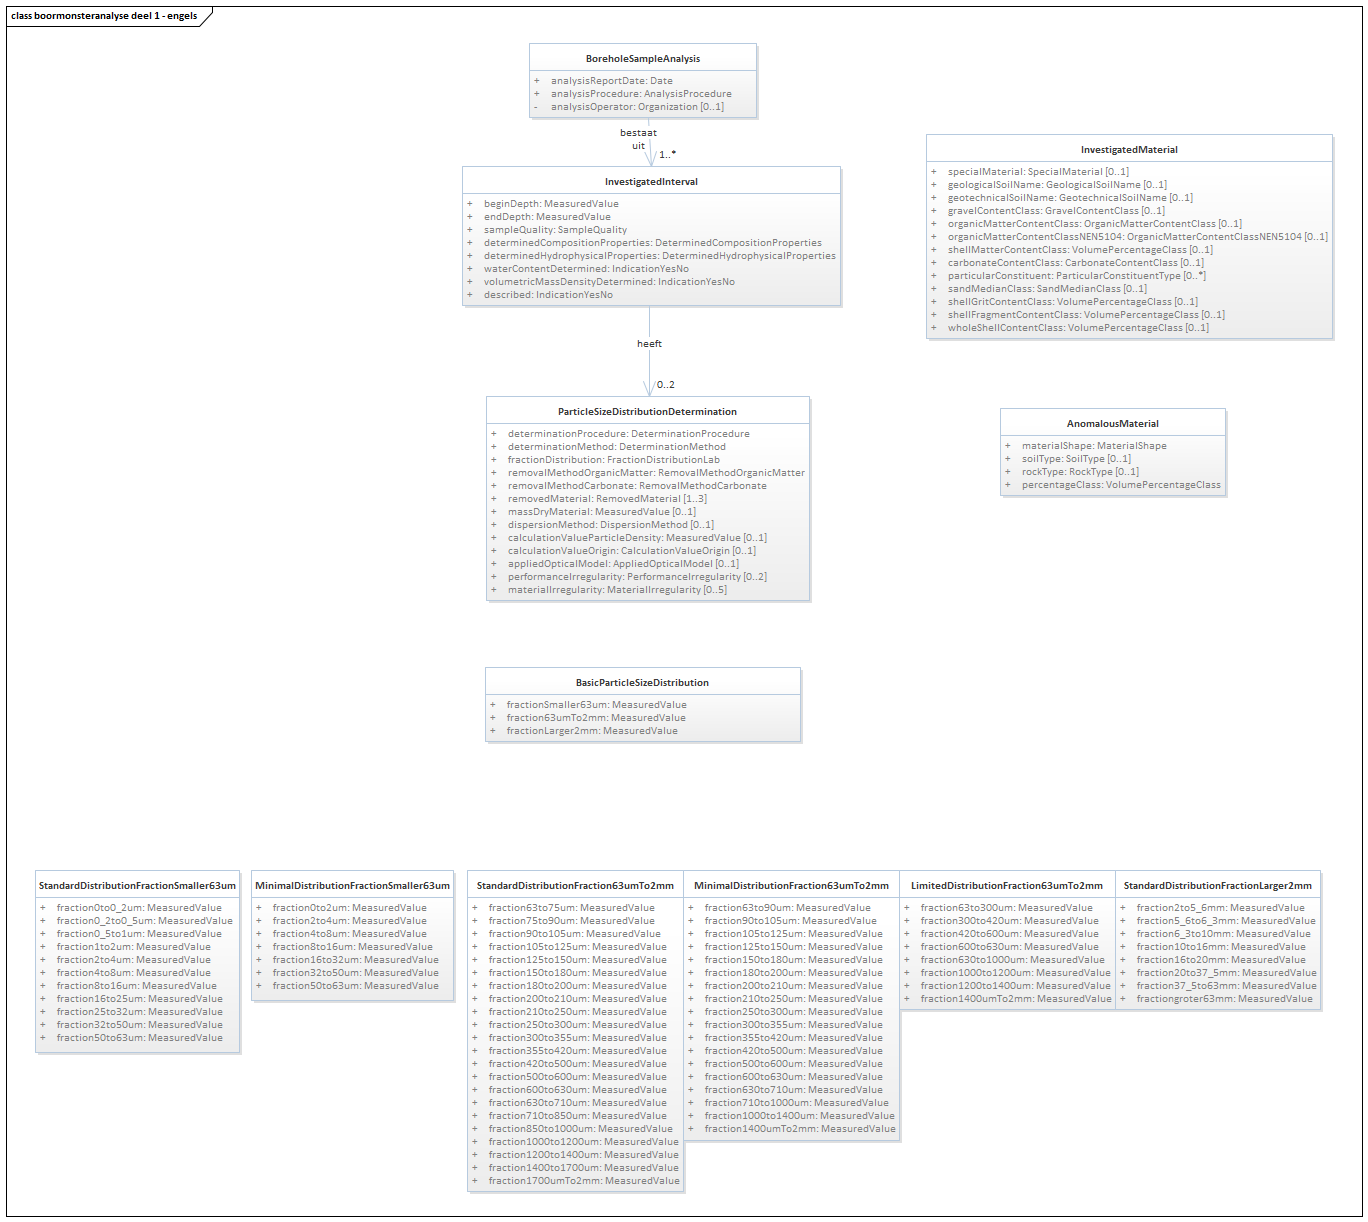 class boormonsteranalyse deel 1 - engels
BoreholeSampleAnalysis
+ analysisReportDate: Date
+ analysisProcedure: AnalysisProcedure
- analysisOperator: Organization [0..1]
bestaat
uit
1..*
InvestigatedInterval
+ beginDepth: MeasuredValue
+ endDepth: MeasuredValue
+ sampleQuality: SampleQuality
+ determinedCompositionProperties: DeterminedCompositionProperties
+ determinedHydrophysicalProperties: DeterminedHydrophysicalProperties
+ waterContentDetermined: IndicationYesNo
+ volumetricMassDensityDetermined: IndicationYesNo
+ described: IndicationYesNo
InvestigatedMaterial
+ specialMaterial: SpecialMaterial [0..1]
+ geologicalSoilName: GeologicalSoilName [0..1]
+ geotechnicalSoilName: GeotechnicalSoilName [0..1]
+ gravelContentClass: GravelContentClass [0..1]
+ organicMatterContentClass: OrganicMatterContentClass [0..1]
+ organicMatterContentClassNEN5104: OrganicMatterContentClassNEN5104 [0..1]
+ shellMatterContentClass: VolumePercentageClass [0..1]
+ carbonateContentClass: CarbonateContentClass [0..1]
+ particularConstituent: ParticularConstituentType [0..*]
+ sandMedianClass: SandMedianClass [0..1]
+ shellGritContentClass: VolumePercentageClass [0..1]
+ shellFragmentContentClass: VolumePercentageClass [0..1]
+ wholeShellContentClass: VolumePercentageClass [0..1]
heeft
0..2
ParticleSizeDistributionDetermination
+ determinationProcedure: DeterminationProcedure
+ determinationMethod: DeterminationMethod
+ fractionDistribution: FractionDistributionLab
+ removalMethodOrganicMatter: RemovalMethodOrganicMatter
+ removalMethodCarbonate: RemovalMethodCarbonate
+ removedMaterial: RemovedMaterial [1..3]
+ massDryMaterial: MeasuredValue [0..1]
+ dispersionMethod: DispersionMethod [0..1]
+ calculationValueParticleDensity: MeasuredValue [0..1]
+ calculationValueOrigin: CalculationValueOrigin [0..1]
+ appliedOpticalModel: AppliedOpticalModel [0..1]
+ performanceIrregularity: PerformanceIrregularity [0..2]
+ materialIrregularity: MaterialIrregularity [0..5]
AnomalousMaterial
+ materialShape: MaterialShape
+ soilType: SoilType [0..1]
+ rockType: RockType [0..1]
+ percentageClass: VolumePercentageClass
BasicParticleSizeDistribution
+ fractionSmaller63um: MeasuredValue
+ fraction63umTo2mm: MeasuredValue
+ fractionLarger2mm: MeasuredValue
StandardDistributionFractionSmaller63um
+ fraction0to0_2um: MeasuredValue
+ fraction0_2to0_5um: MeasuredValue
+ fraction0_5to1um: MeasuredValue
+ fraction1to2um: MeasuredValue
+ fraction2to4um: MeasuredValue
+ fraction4to8um: MeasuredValue
+ fraction8to16um: MeasuredValue
+ fraction16to25um: MeasuredValue
+ fraction25to32um: MeasuredValue
+ fraction32to50um: MeasuredValue
+ fraction50to63um: MeasuredValue
MinimalDistributionFractionSmaller63um
+ fraction0to2um: MeasuredValue
+ fraction2to4um: MeasuredValue
+ fraction4to8um: MeasuredValue
+ fraction8to16um: MeasuredValue
+ fraction16to32um: MeasuredValue
+ fraction32to50um: MeasuredValue
+ fraction50to63um: MeasuredValue
StandardDistributionFraction63umTo2mm
+ fraction63to75um: MeasuredValue
+ fraction75to90um: MeasuredValue
+ fraction90to105um: MeasuredValue
+ fraction105to125um: MeasuredValue
+ fraction125to150um: MeasuredValue
+ fraction150to180um: MeasuredValue
+ fraction180to200um: MeasuredValue
+ fraction200to210um: MeasuredValue
+ fraction210to250um: MeasuredValue
+ fraction250to300um: MeasuredValue
+ fraction300to355um: MeasuredValue
+ fraction355to420um: MeasuredValue
+ fraction420to500um: MeasuredValue
+ fraction500to600um: MeasuredValue
+ fraction600to630um: MeasuredValue
+ fraction630to710um: MeasuredValue
+ fraction710to850um: MeasuredValue
+ fraction850to1000um: MeasuredValue
+ fraction1000to1200um: MeasuredValue
+ fraction1200to1400um: MeasuredValue
+ fraction1400to1700um: MeasuredValue
+ fraction1700umTo2mm: MeasuredValue
MinimalDistributionFraction63umTo2mm
+ fraction63to90um: MeasuredValue
+ fraction90to105um: MeasuredValue
+ fraction105to125um: MeasuredValue
+ fraction125to150um: MeasuredValue
+ fraction150to180um: MeasuredValue
+ fraction180to200um: MeasuredValue
+ fraction200to210um: MeasuredValue
+ fraction210to250um: MeasuredValue
+ fraction250to300um: MeasuredValue
+ fraction300to355um: MeasuredValue
+ fraction355to420um: MeasuredValue
+ fraction420to500um: MeasuredValue
+ fraction500to600um: MeasuredValue
+ fraction600to630um: MeasuredValue
+ fraction630to710um: MeasuredValue
+ fraction710to1000um: MeasuredValue
+ fraction1000to1400um: MeasuredValue
+ fraction1400umTo2mm: MeasuredValue
LimitedDistributionFraction63umTo2mm
+ fraction63to300um: MeasuredValue
+ fraction300to420um: MeasuredValue
+ fraction420to600um: MeasuredValue
+ fraction600to630um: MeasuredValue
+ fraction630to1000um: MeasuredValue
+ fraction1000to1200um: MeasuredValue
+ fraction1200to1400um: MeasuredValue
+ fraction1400umTo2mm: MeasuredValue
StandardDistributionFractionLarger2mm
+ fraction2to5_6mm: MeasuredValue
+ fraction5_6to6_3mm: MeasuredValue
+ fraction6_3to10mm: MeasuredValue
+ fraction10to16mm: MeasuredValue
+ fraction16to20mm: MeasuredValue
+ fraction20to37_5mm: MeasuredValue
+ fraction37_5to63mm: MeasuredValue
+ fractiongroter63mm: MeasuredValue